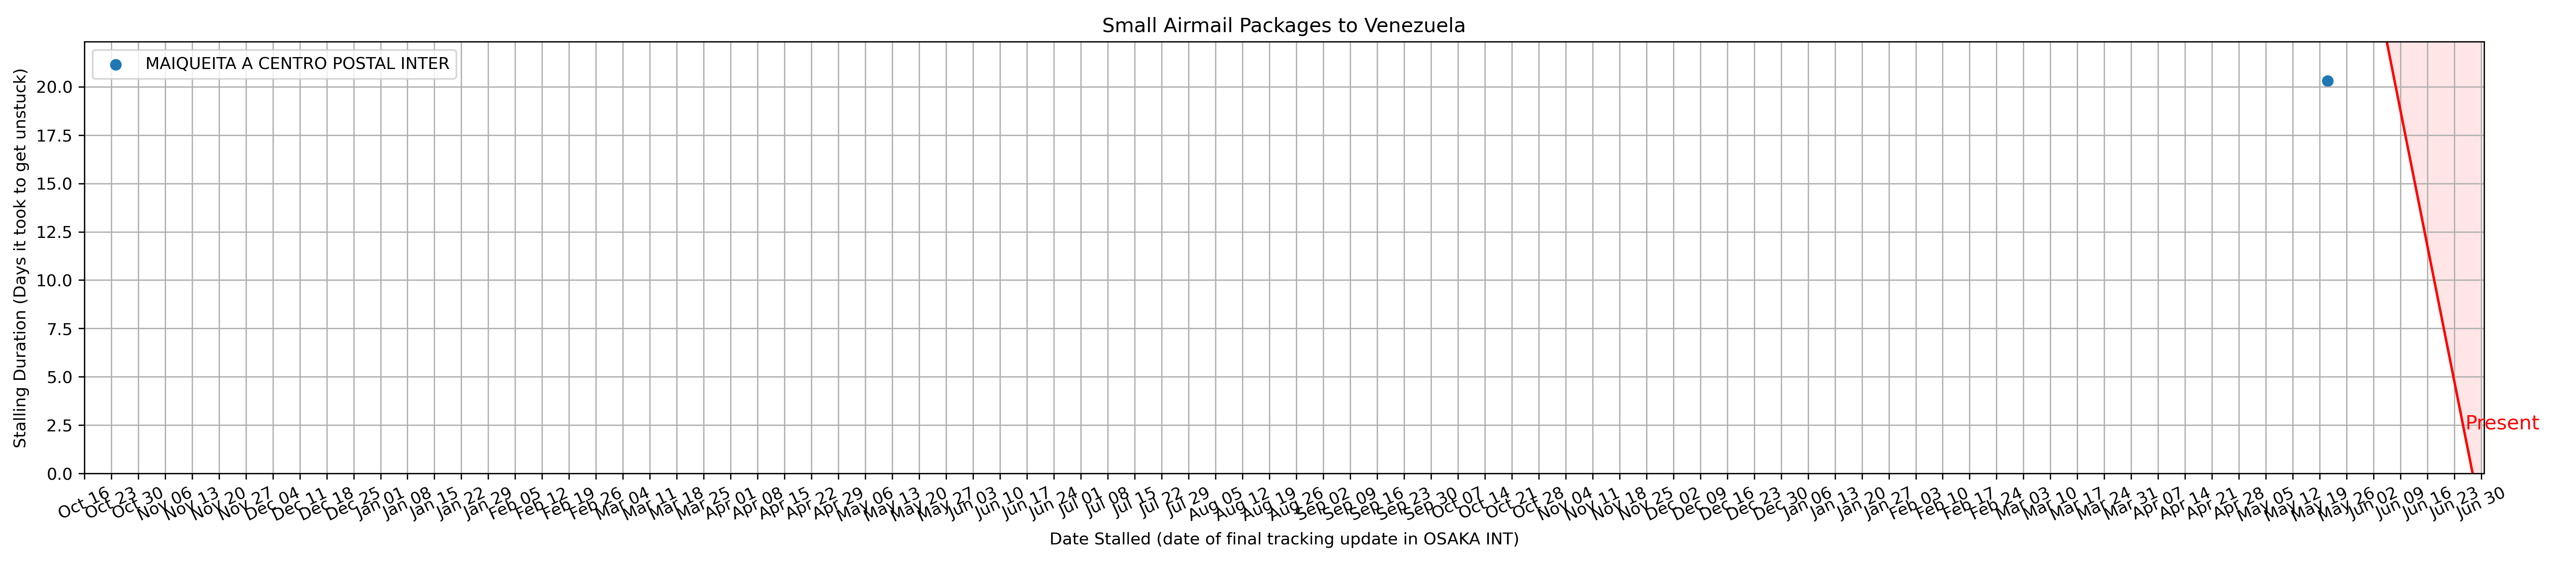 Small Airmail Packages to Venezuela
MAIQUEITA A CENTRO POSTAL INTER
Stalling Duration (Days it took to get unstuck)
20.0
17.5
15.0
12.5
10.0
7.5
5.0
2.5
0.0
Present
Oct 16 Oct 23 Oct 30 Nov 06 Nov 13 Nov 20 Nov 27 Dec 04 Dec 11 Dec 18 Dec 25 Jan 01 Jan 08 Jan 15 Jan 22 Jan 29 Feb 05 Feb 12 Feb 19 Feb 26 Mar 04 Mar 11 Mar 18 Mar 25 Apr 01 Apr 08 Apr 15 Apr 22 Apr 29 May 06 May 13 May 20 May 27 Jun 03 Jun 10 Jun 17 Jun 24 Jul 01 Jul 08 Jul 15 Jul 22 Jul 29 Aug 05 Aug 12 Aug 19 Aug 26 Sep 02 Sep 09 Sep 16 Sep 23 Sep 30 Oct 07 Oct 14 Oct 21 Oct 28 Nov 04 Nov 11 Nov 18 Nov 25 Dec 02 Dec 09 Dec 16 Dec 23 Dec 30 Jan 06 Jan 13 Jan 20 Jan 27 Feb 03 Feb 10 Feb 17 Feb 24 Mar 03 Mar 10 Mar 17 Mar 24 Mar 31 Apr 07 Apr 14 Apr 21 Apr 28 May 05 May 12 May 19 May 26 Jun 02 Jun 09 Jun 16 Jun 23 Jun 30
Date Stalled (date of final tracking update in OSAKA INT)